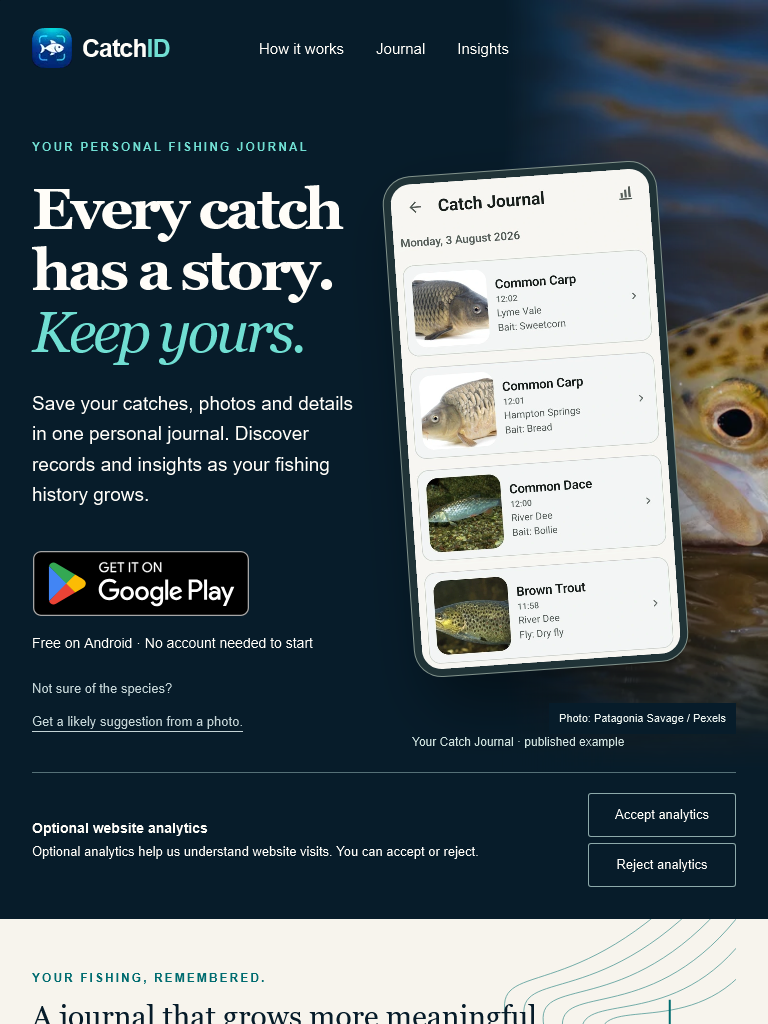 CatchID
How it works
Journal
Insights
YOUR PERSONAL FISHING JOURNAL
Every catch
has a story.
Keep yours.
Save your catches, photos and details
in one personal journal. Discover
records and insights as your fishing
history grows.
GET IT ON
Google Play
Free on Android · No account needed to start
Not sure of the species?
Get a likely suggestion from a photo.
Catch Journal
Monday, 3 August 2026
Common Carp
12:02
Lyme Vale
Bait: Sweetcorn
Common Carp
12:01
Hampton Springs
Bait: Bread
Common Dace
12:00
River Dee
Bait: Bollie
Brown Trout
11:58
River Dee
Fly: Dry fly
Photo: Patagonia Savage / Pexels
Your Catch Journal · published example
Optional website analytics
Optional analytics help us understand website visits. You can accept or reject.
Accept analytics
Reject analytics
YOUR FISHING, REMEMBERED.
A journal that grows more meaningful